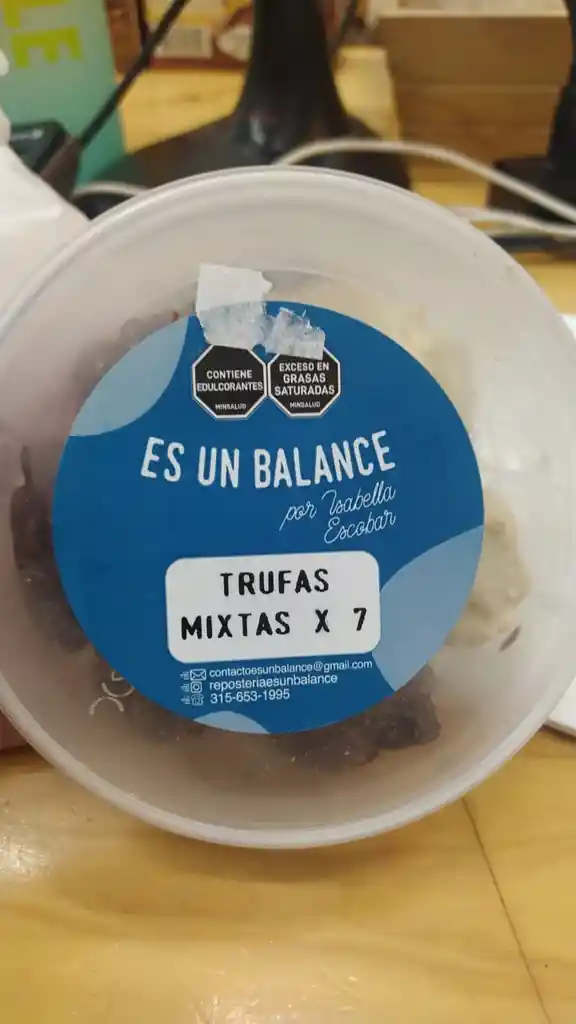 LE
CONTIENE
EDULCORANTES
MINSALUD
EXCESO EN
GRASAS
SATURADAS
MINSALUD
ES UN BALANCE
por Isabella
Escobar
TRUFAS
MIXTAS X 7
contactoesunbalance@gmail.com
reposteriaesunbalance
315-653-1995